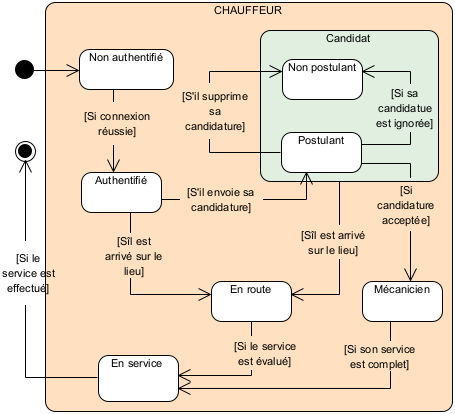 CHAUFFEUR
Candidat
Non authentifié
Non postulant
[S'il supprime
sa
candidature]
[Si sa
candidatue
est ignorée]
[Si connexion
réussie]
Postulant
Authentifié
[S'il envoie sa
candidature]
[Si
candidature
acceptée]
[Sîl est
arrivé sur le
lieu]
[Sîl est arrivé
sur le lieu]
[Si le
service est
effectué]
En route
Mécanicien
[Si le service
est évalué]
[Si son service
est complet]
En service